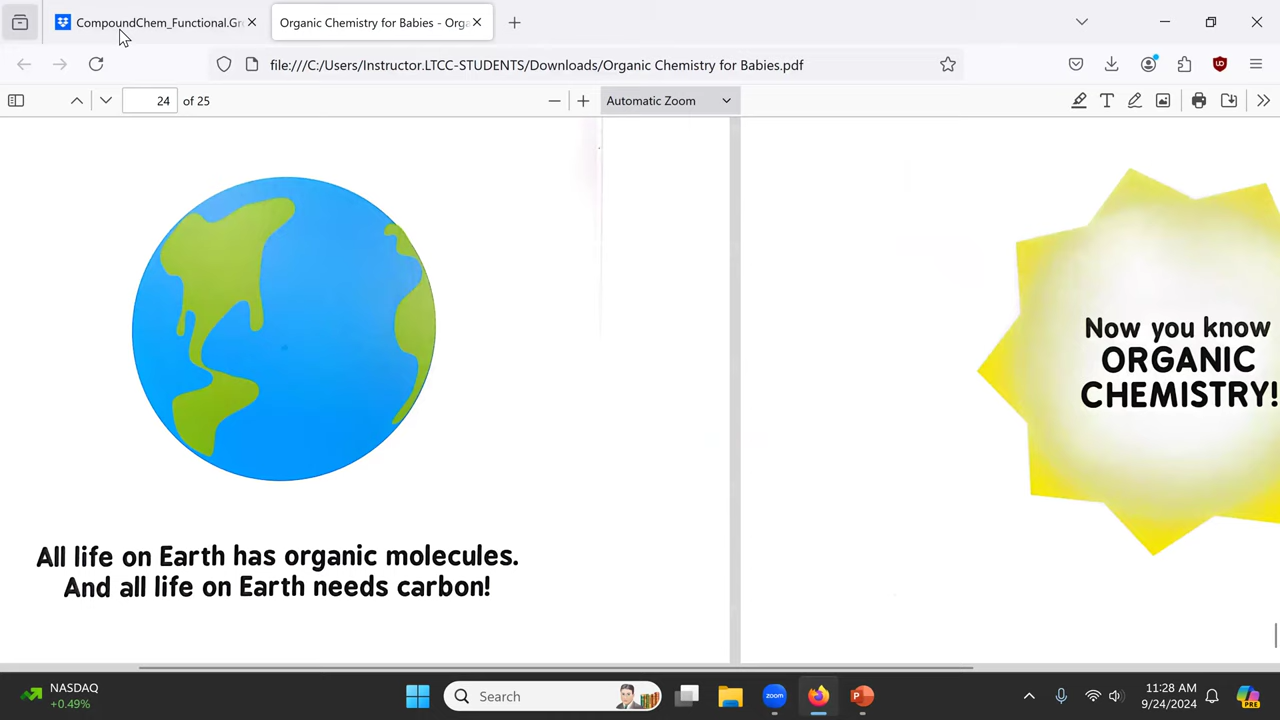 CompoundChem_Functional.Gr
Organic Chemistry for Babies - Orga
file:///C:/Users/Instructor.LTCC-STUDENTS/Downloads/Organic Chemistry for Babies.pdf
24 of 25
Automatic Zoom
All life on Earth has organic molecules.
And all life on Earth needs carbon!
Now you know
ORGANIC
CHEMISTRY!
NASDAQ
+0.49%
Search
11:28 AM
9/24/2024